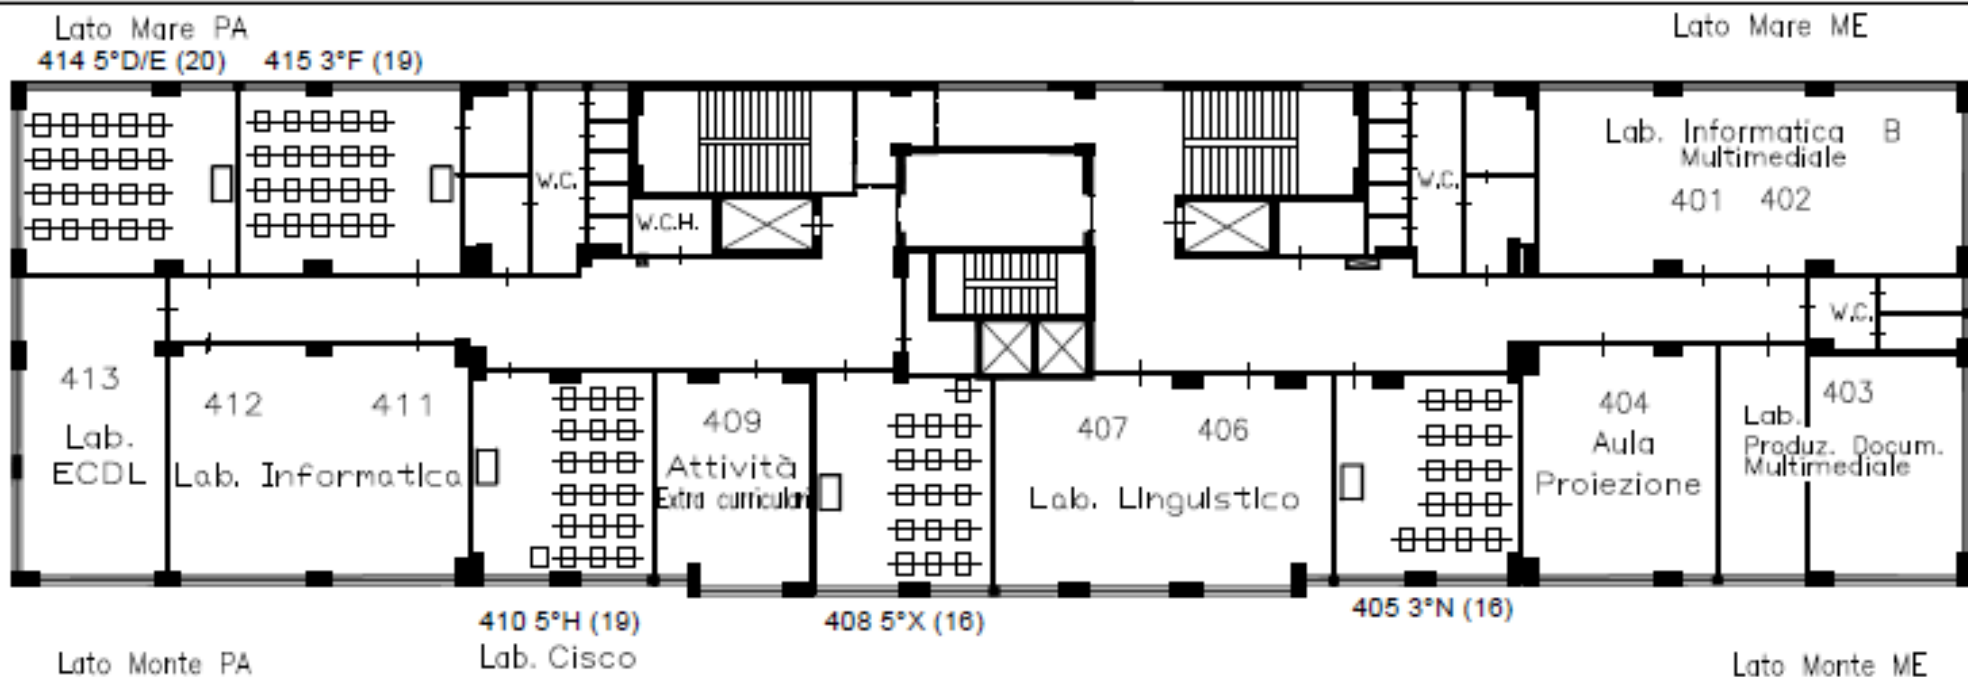 Lato Mare PA
Lato Mare ME
414 5°D/E (20)
415 3°F (19)
Lab. Informatica B
Multimediale
401 402
W.C.
W.C.H.
W.C.
W.C.
413
Lab.
ECDL
412 411
Lab. Informatica
409
Attività
Extra curriculari
407 406
Lab. Linguistico
404
Aula
Proiezione
403
Lab.
Produz. Docum.
Multimediale
410 5°H (19)
Lab. Cisco
408 5°X (16)
405 3°N (16)
Lato Monte PA
Lato Monte ME